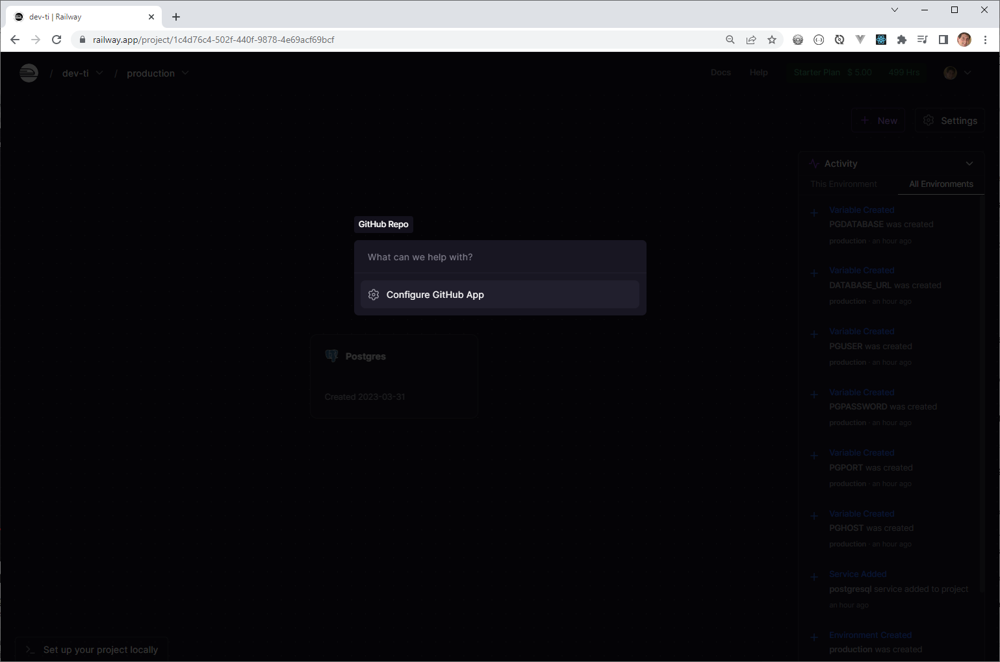 dev-ti | Railway
railway.app/project/1c4d76c4-502f-440f-9878-4e69acf69bcf
/ dev-ti / production
Docs Help Starter Plan $ 5.00 499 Hrs
New Settings
Activity
This Environment All Environments
GitHub Repo
What can we help with?
Configure GitHub App
Postgres
Created 2023-03-31
Variable Created
PGDATABASE was created
production · an hour ago
Variable Created
DATABASE_URL was created
production · an hour ago
Variable Created
PGUSER was created
production · an hour ago
Variable Created
PGPASSWORD was created
production · an hour ago
Variable Created
PGPORT was created
production · an hour ago
Variable Created
PGHOST was created
production · an hour ago
Service Added
postgresql service added to project
an hour ago
Environment Created
production was created
Set up your project locally